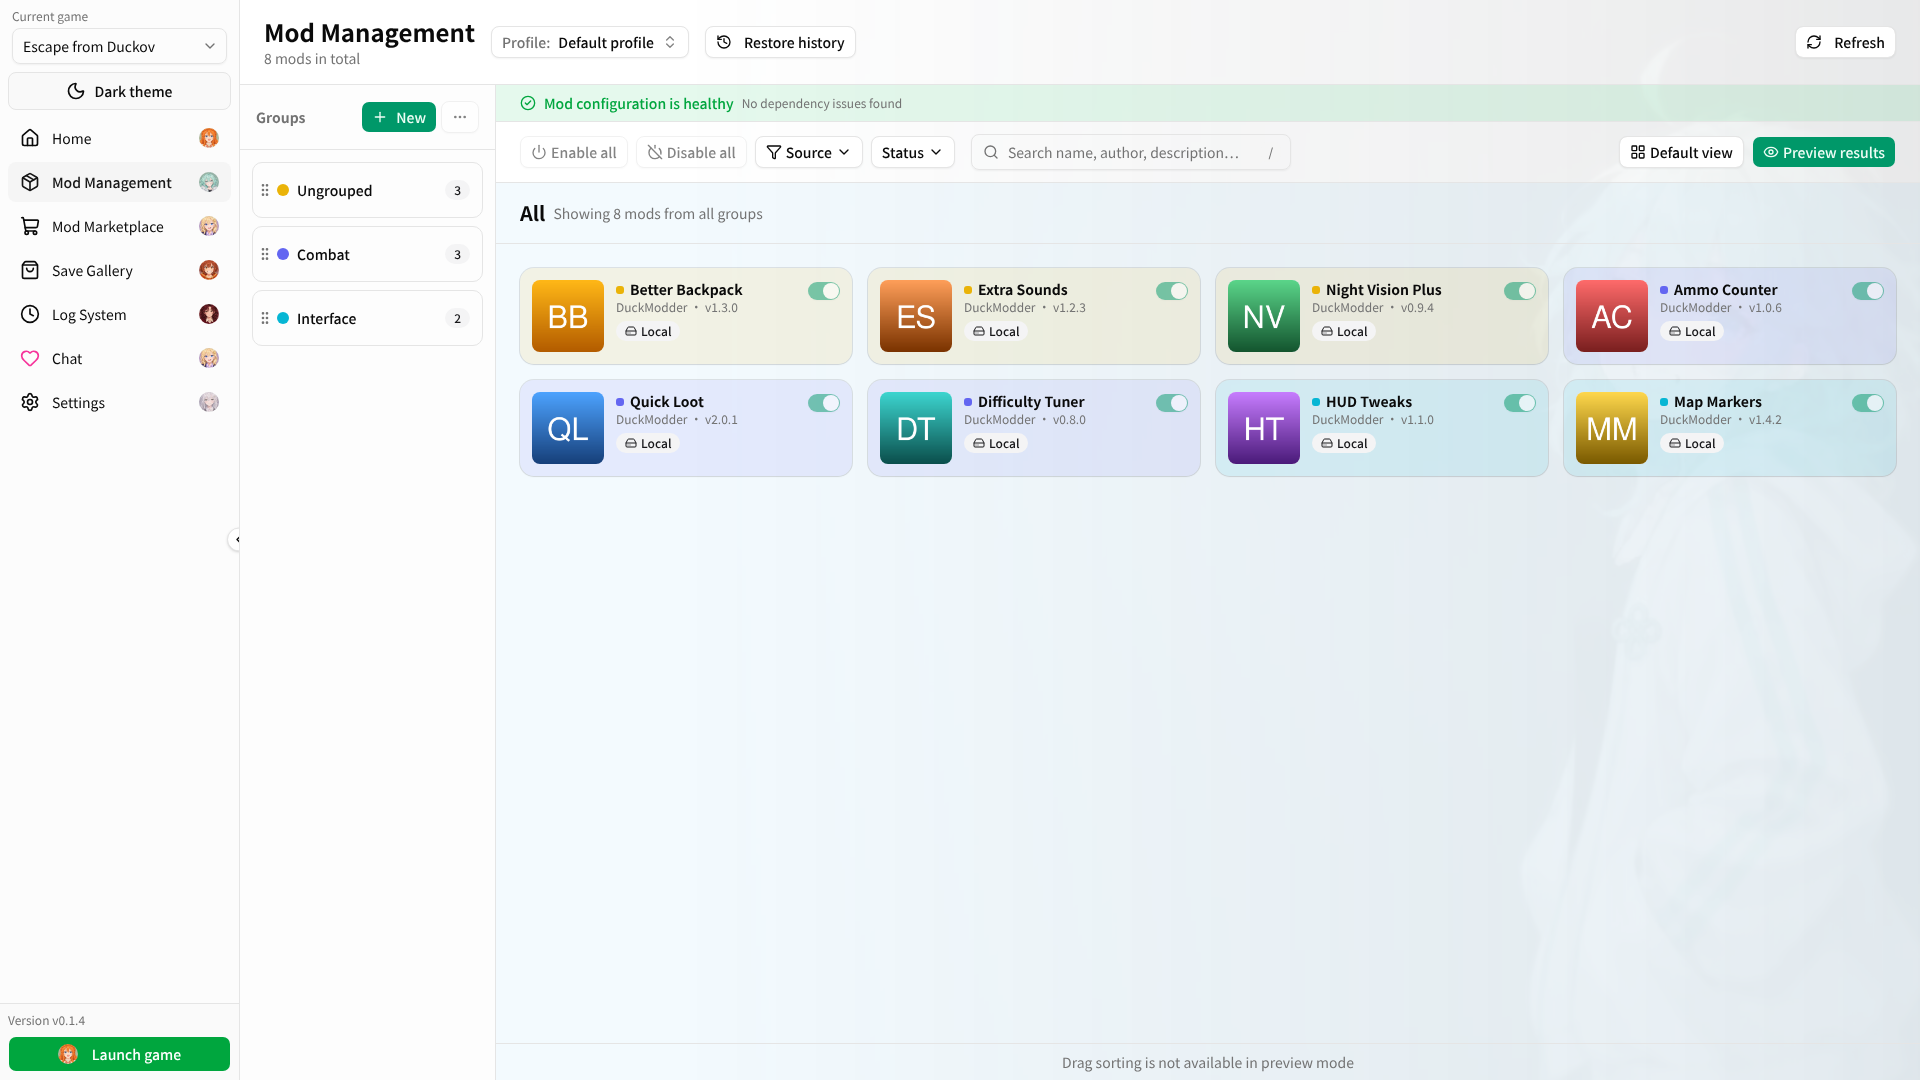 Current game
Escape from Duckov
Dark theme
Home
Mod Management
Mod Marketplace
Save Gallery
Log System
Chat
Settings
Version v0.1.4
Launch game
Mod Management
8 mods in total
Profile: Default profile
Restore history
Refresh
Groups
New
Ungrouped 3
Combat 3
Interface 2
Mod configuration is healthy No dependency issues found
Enable all
Disable all
Source
Status
Search name, author, description… /
Default view
Preview results
All Showing 8 mods from all groups
BB
Better Backpack
DuckModder • v1.3.0
Local
ES
Extra Sounds
DuckModder • v1.2.3
Local
NV
Night Vision Plus
DuckModder • v0.9.4
Local
AC
Ammo Counter
DuckModder • v1.0.6
Local
QL
Quick Loot
DuckModder • v2.0.1
Local
DT
Difficulty Tuner
DuckModder • v0.8.0
Local
HT
HUD Tweaks
DuckModder • v1.1.0
Local
MM
Map Markers
DuckModder • v1.4.2
Local
Drag sorting is not available in preview mode